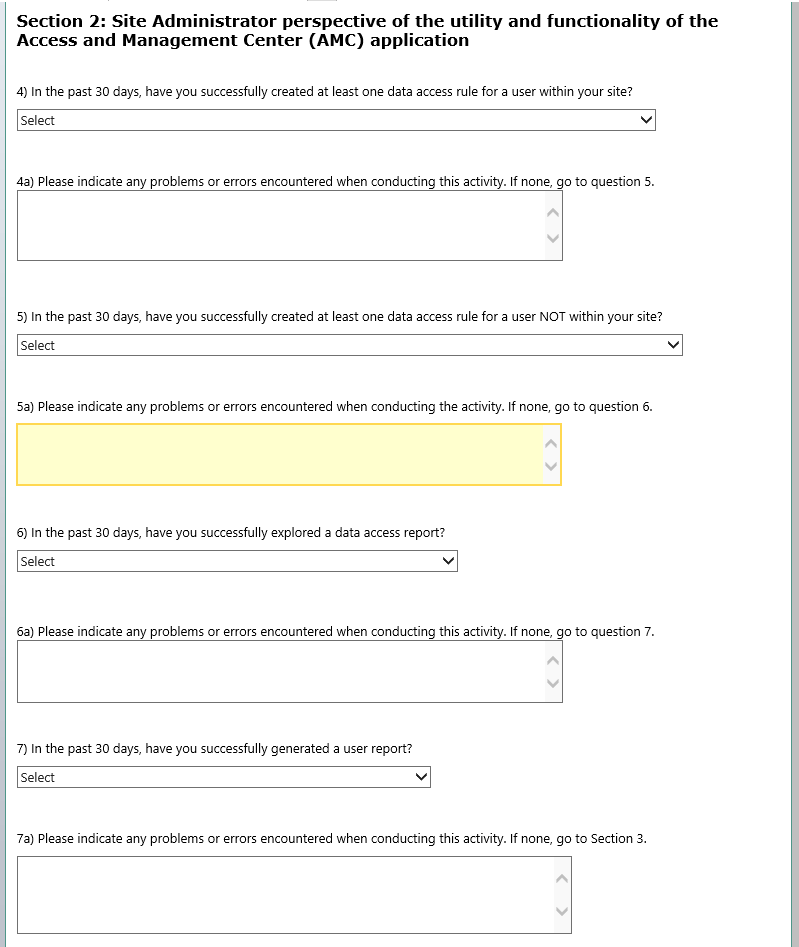 Section 2: Site Administrator perspective of the utility and functionality of the
Access and Management Center (AMC) application
4) In the past 30 days, have you successfully created at least one data access rule for a user within your site?
Select
4a) Please indicate any problems or errors encountered when conducting this activity. If none, go to question 5.
5) In the past 30 days, have you successfully created at least one data access rule for a user NOT within your site?
Select
5a) Please indicate any problems or errors encountered when conducting the activity. If none, go to question 6.
6) In the past 30 days, have you successfully explored a data access report?
Select
6a) Please indicate any problems or errors encountered when conducting this activity. If none, go to question 7.
7) In the past 30 days, have you successfully generated a user report?
Select
7a) Please indicate any problems or errors encountered when conducting this activity. If none, go to Section 3.